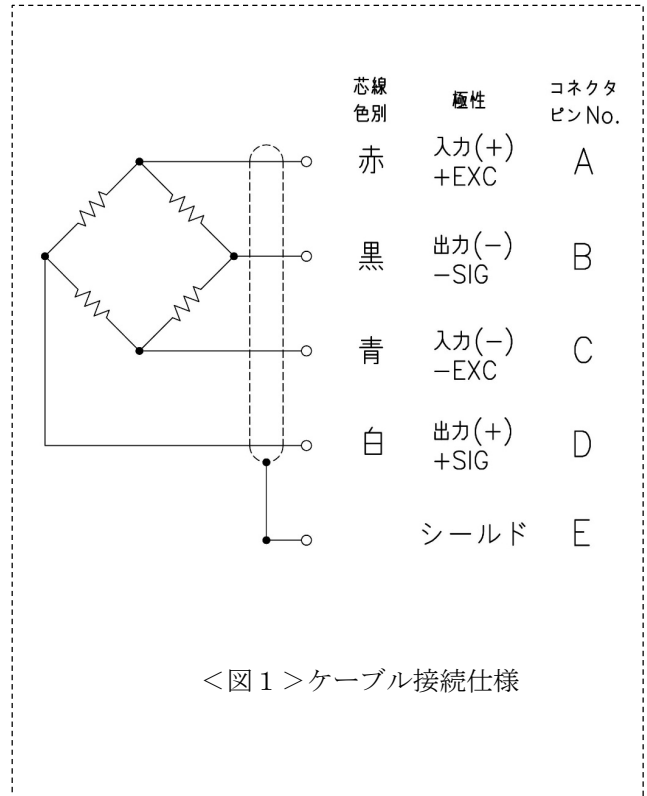 芯線
色別
極性
コネクタ
ピンNo.
赤
入力(+)
+EXC
A
黒
出力(−)
−SIG
B
青
入力(−)
−EXC
C
白
出力(+)
+SIG
D
シールド
E
＜図１＞ケーブル接続仕様